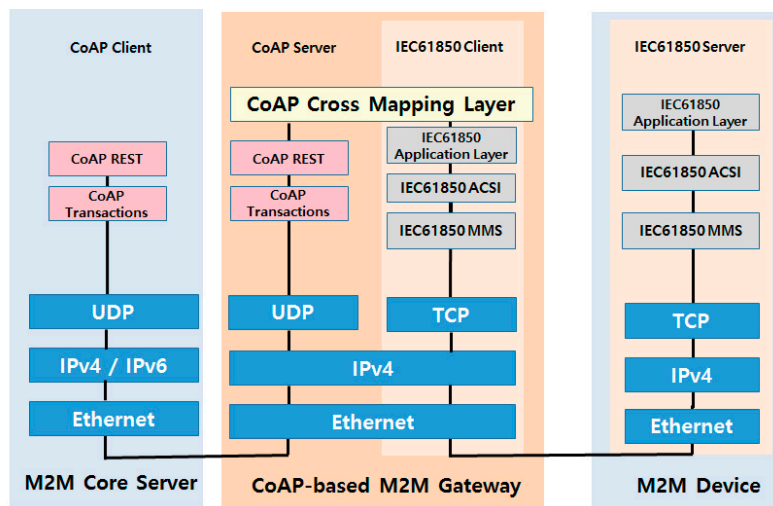 CoAP Client
CoAP REST
CoAP
Transactions
UDP
IPv4 / IPv6
Ethernet
M2M Core Server
CoAP Server
IEC61850 Client
CoAP Cross Mapping Layer
CoAP REST
CoAP
Transactions
UDP
IEC61850
Application Layer
IEC61850 ACSI
IEC61850 MMS
TCP
IPv4
Ethernet
CoAP-based M2M Gateway
IEC61850 Server
IEC61850
Application Layer
IEC61850 ACSI
IEC61850 MMS
TCP
IPv4
Ethernet
M2M Device